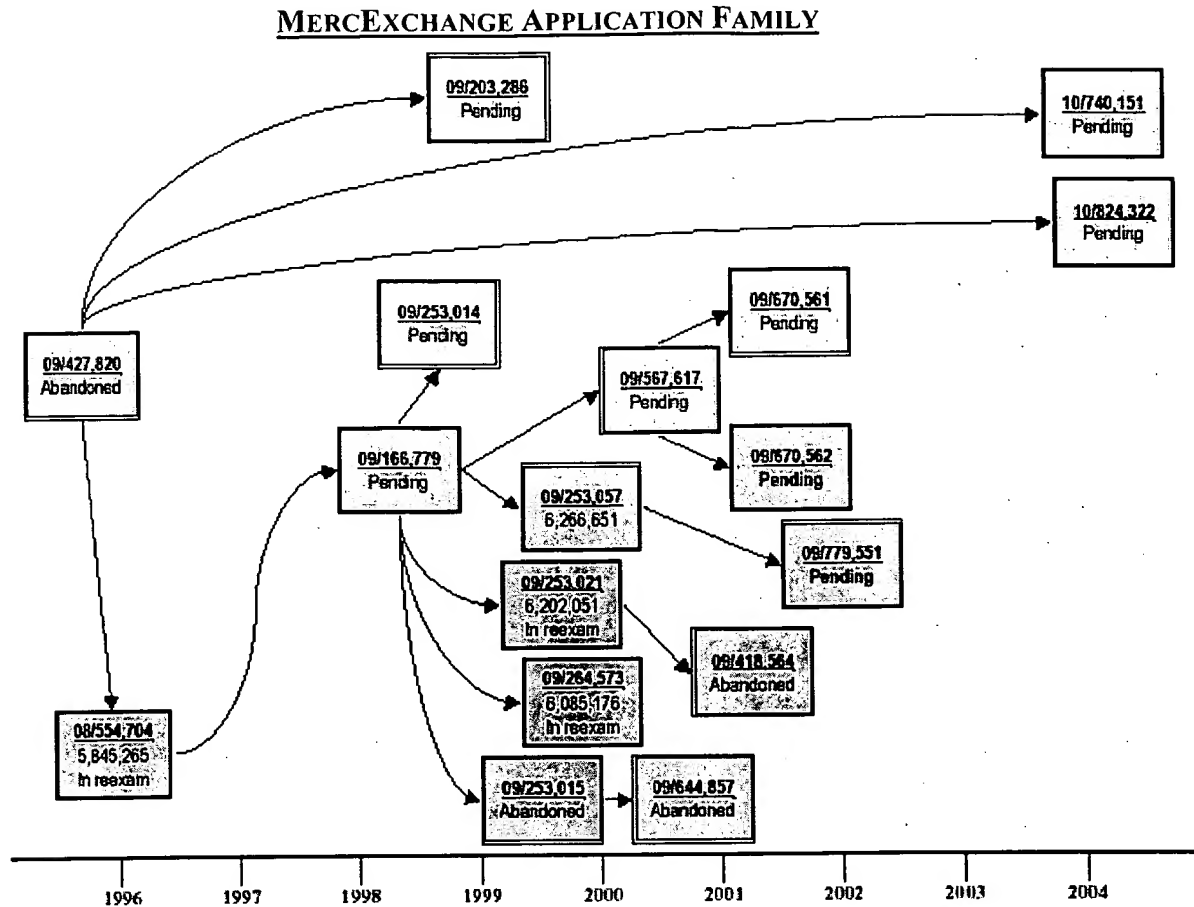 MERCEXCHANGE APPLICATION FAMILY
09/203,286
Pending
10/740,151
Pending
10/824,322
Pending
09/253,014
Pending
09/670,561
Pending
09/427,820
Abandoned
09/567,617
Pending
09/166,779
Pending
09/670,562
Pending
09/253,057
6,266,651
09/779,551
Pending
09/253,021
6,202,051
In reexam
09/418,564
Abandoned
09/264,573
6,085,176
In reexam
08/554,704
5,845,265
In reexam
09/253,015
Abandoned
09/644,857
Abandoned
1996 1997 1998 1999 2000 2001 2002 2003 2004